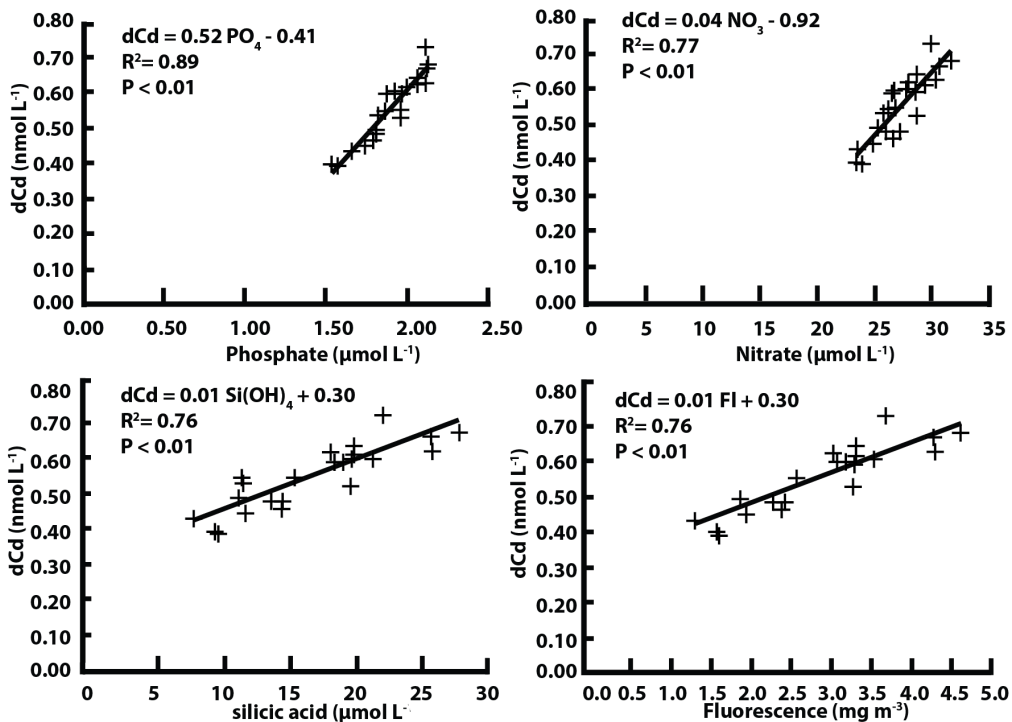 dCd = 0.52 PO4 - 0.41
R2= 0.89
P < 0.01
dCd (nmol L-1)
0.80
0.70
0.60
0.50
0.40
0.30
0.20
0.10
0.00
0.00 0.50 1.00 1.50 2.00 2.50
Phosphate (µmol L-1)
dCd = 0.04 NO3 - 0.92
R2 = 0.77
P < 0.01
dCd (nmol L-1)
0.80
0.70
0.60
0.50
0.40
0.30
0.20
0.10
0.00
0 5 10 15 20 25 30 35
Nitrate (µmol L-1)
dCd = 0.01 Si(OH)4 + 0.30
R2= 0.76
P < 0.01
dCd (nmol L-1)
0.80
0.70
0.60
0.50
0.40
0.30
0.20
0.10
0.00
0 5 10 15 20 25 30
silicic acid (µmol L-
dCd = 0.01 Fl + 0.30
R2 = 0.76
P < 0.01
dCd (nmol L-1)
0.80
0.70
0.60
0.50
0.40
0.30
0.20
0.10
0.00
0.0 0.5 1.0 1.5 2.0 2.5 3.0 3.5 4.0 4.5 5.0
Fluorescence (mg m-3)